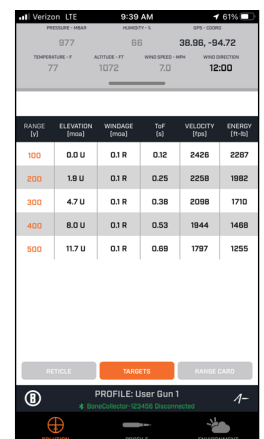 Verizon LTE 9:39 AM 61%
PRESSURE - MBAR HUMIDITY - % GPS - COORD
977 66 38.96, -94.72
TEMPERATURE - F ALTITUDE - FT WIND SPEED - MPH WIND DIRECTION
77 1072 7.0 12:00
RANGE ELEVATION WINDAGE ToF VELOCITY ENERGY
[y] [moa] [moa] [s] [fps] [ft-lb]
100 0.0 U 0.1 R 0.12 2426 2287
200 1.9 U 0.1 R 0.25 2258 1982
300 4.7 U 0.1 R 0.38 2098 1710
400 8.0 U 0.1 R 0.53 1944 1468
500 11.7 U 0.1 R 0.69 1797 1255
RETICLE TARGETS RANGE CARD
PROFILE: User Gun 1
BoneCollector-123456 Disconnected
SOLUTION PROFILE ENVIRONMENT